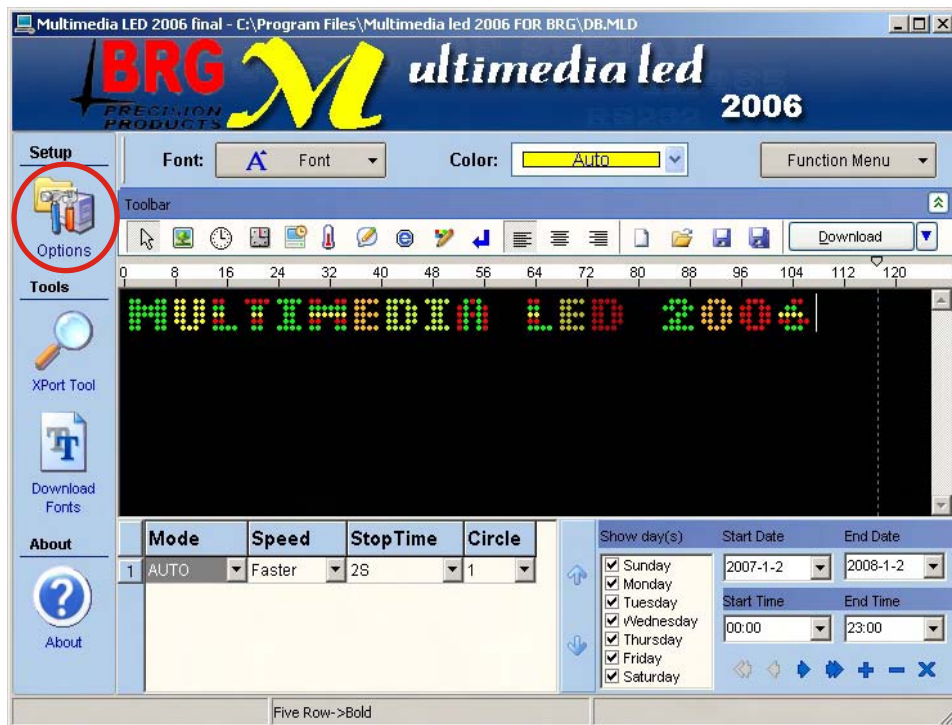 Multimedia LED 2006 final - C:\Program Files\Multimedia led 2006 FOR BRG\DB.MLD
BRG
PRECISION
PRODUCTS
Multimedia led
2006
Setup
Font:
A Font
Color:
Auto
Function Menu
Options
Toolbar
Download
0 8 16 24 32 40 48 56 64 72 80 88 96 104 112 120
Tools
MULTIMEDIA LED 2006
XPort Tool
Download
Fonts
About
About
Mode Speed StopTime Circle
1 AUTO Faster 2S 1
Show day(s)
Sunday
Monday
Tuesday
Wednesday
Thursday
Friday
Saturday
Start Date End Date
2007-1-2 2008-1-2
Start Time End Time
00:00 23:00
Five Row->Bold